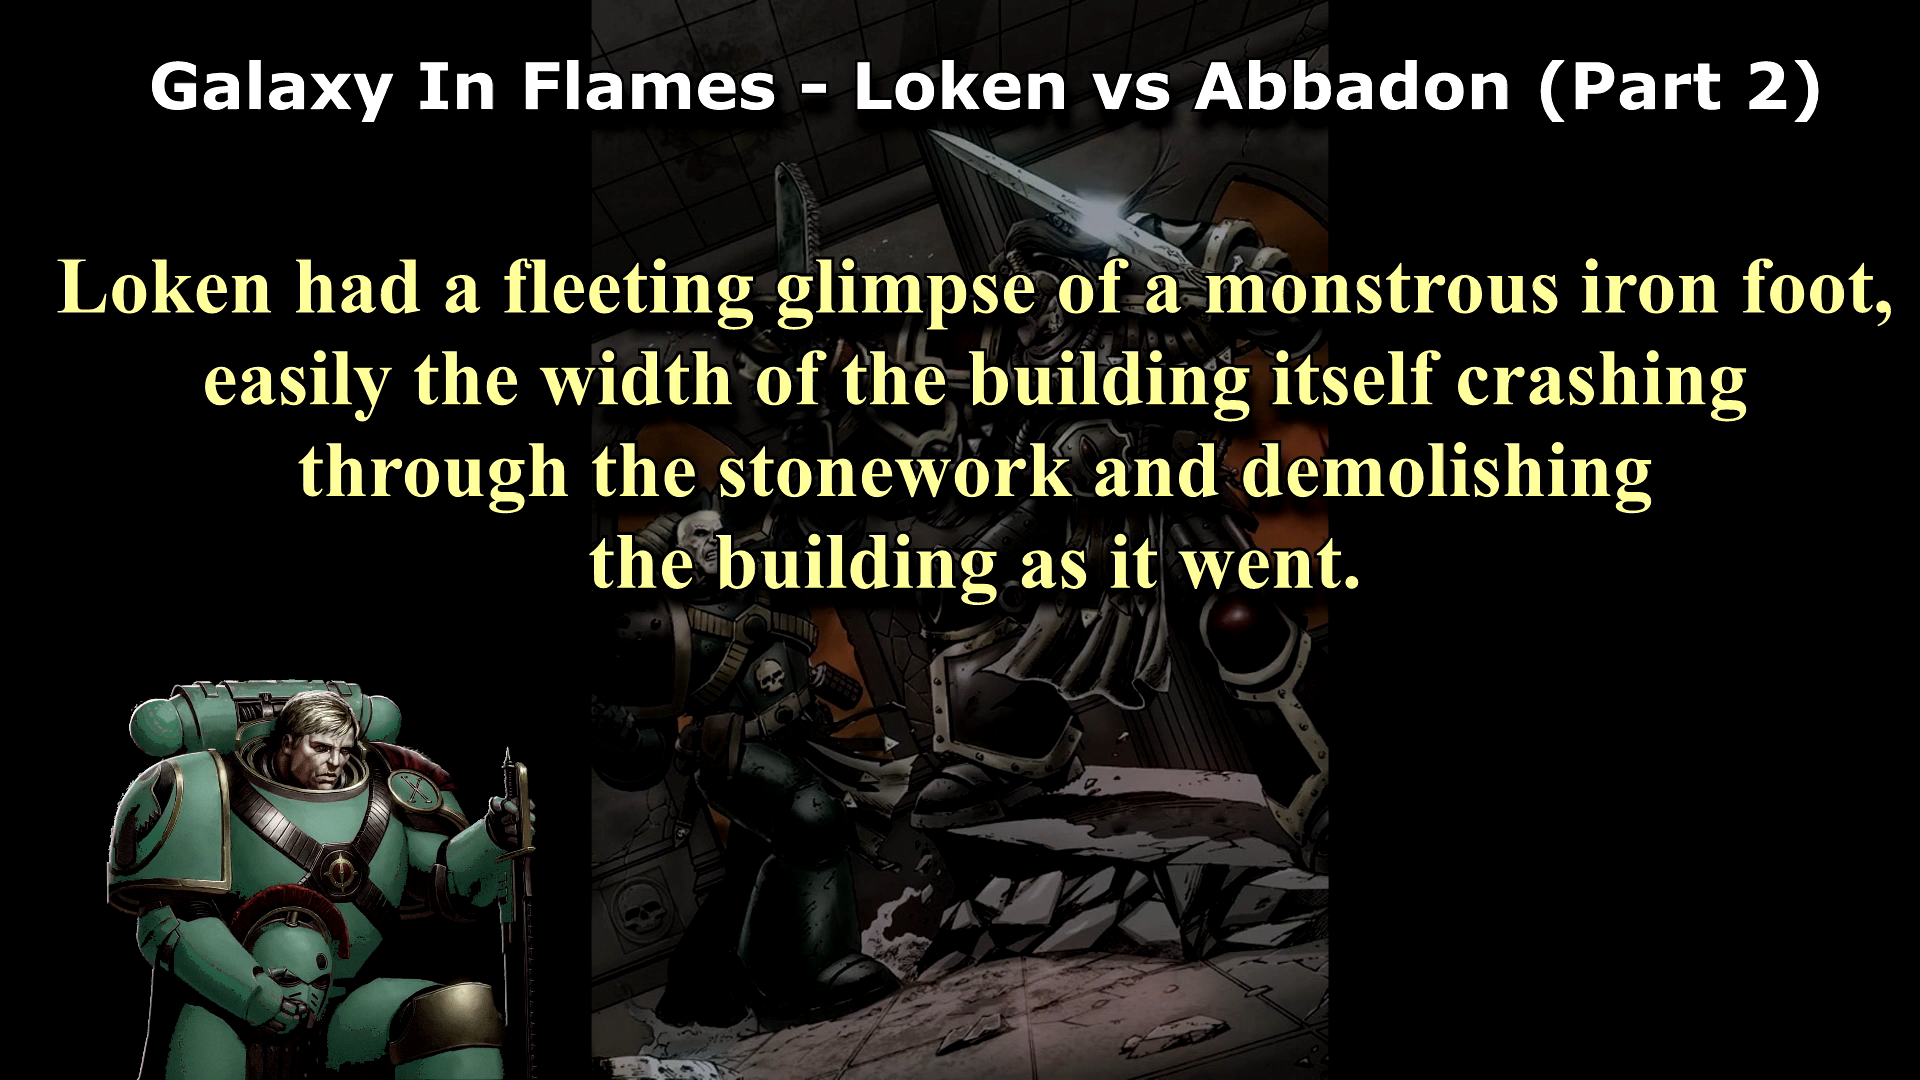 Galaxy In Flames - Loken vs Abbadon (Part 2)
Loken had a fleeting glimpse of a monstrous iron foot,
easily the width of the building itself crashing
through the stonework and demolishing
the building as it went.